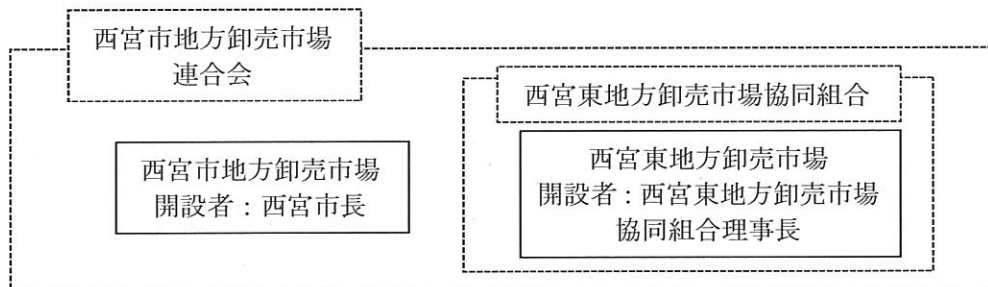 西宮市地方卸売市場
連合会
西宮東地方卸売市場協同組合
西宮市地方卸売市場
開設者：西宮市長
西宮東地方卸売市場
開設者：西宮東地方卸売市場
協同組合理事長